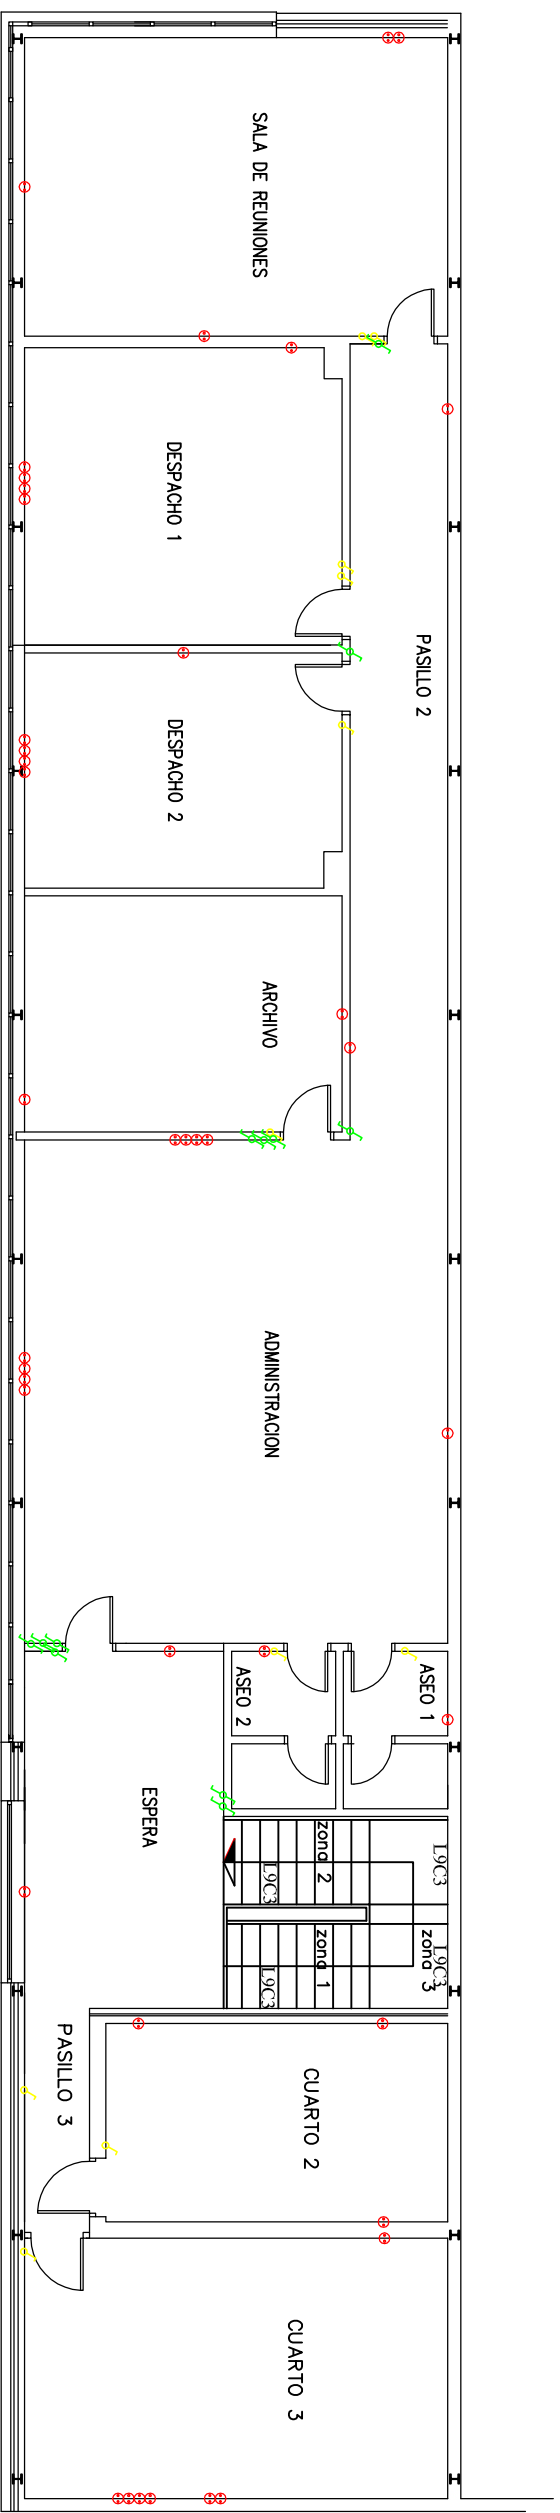 SALA DE REUNIONES
DESPACHO 1
PASILLO 2
DESPACHO 2
ARCHIVO
ADMINISTRACION
ASEO 1
ASEO 2
ESPERA
zona 2
L9C3
L9C3
zona 1
zona 3
L9C3
L9C3
PASILLO 3
CUARTO 2
CUARTO 3